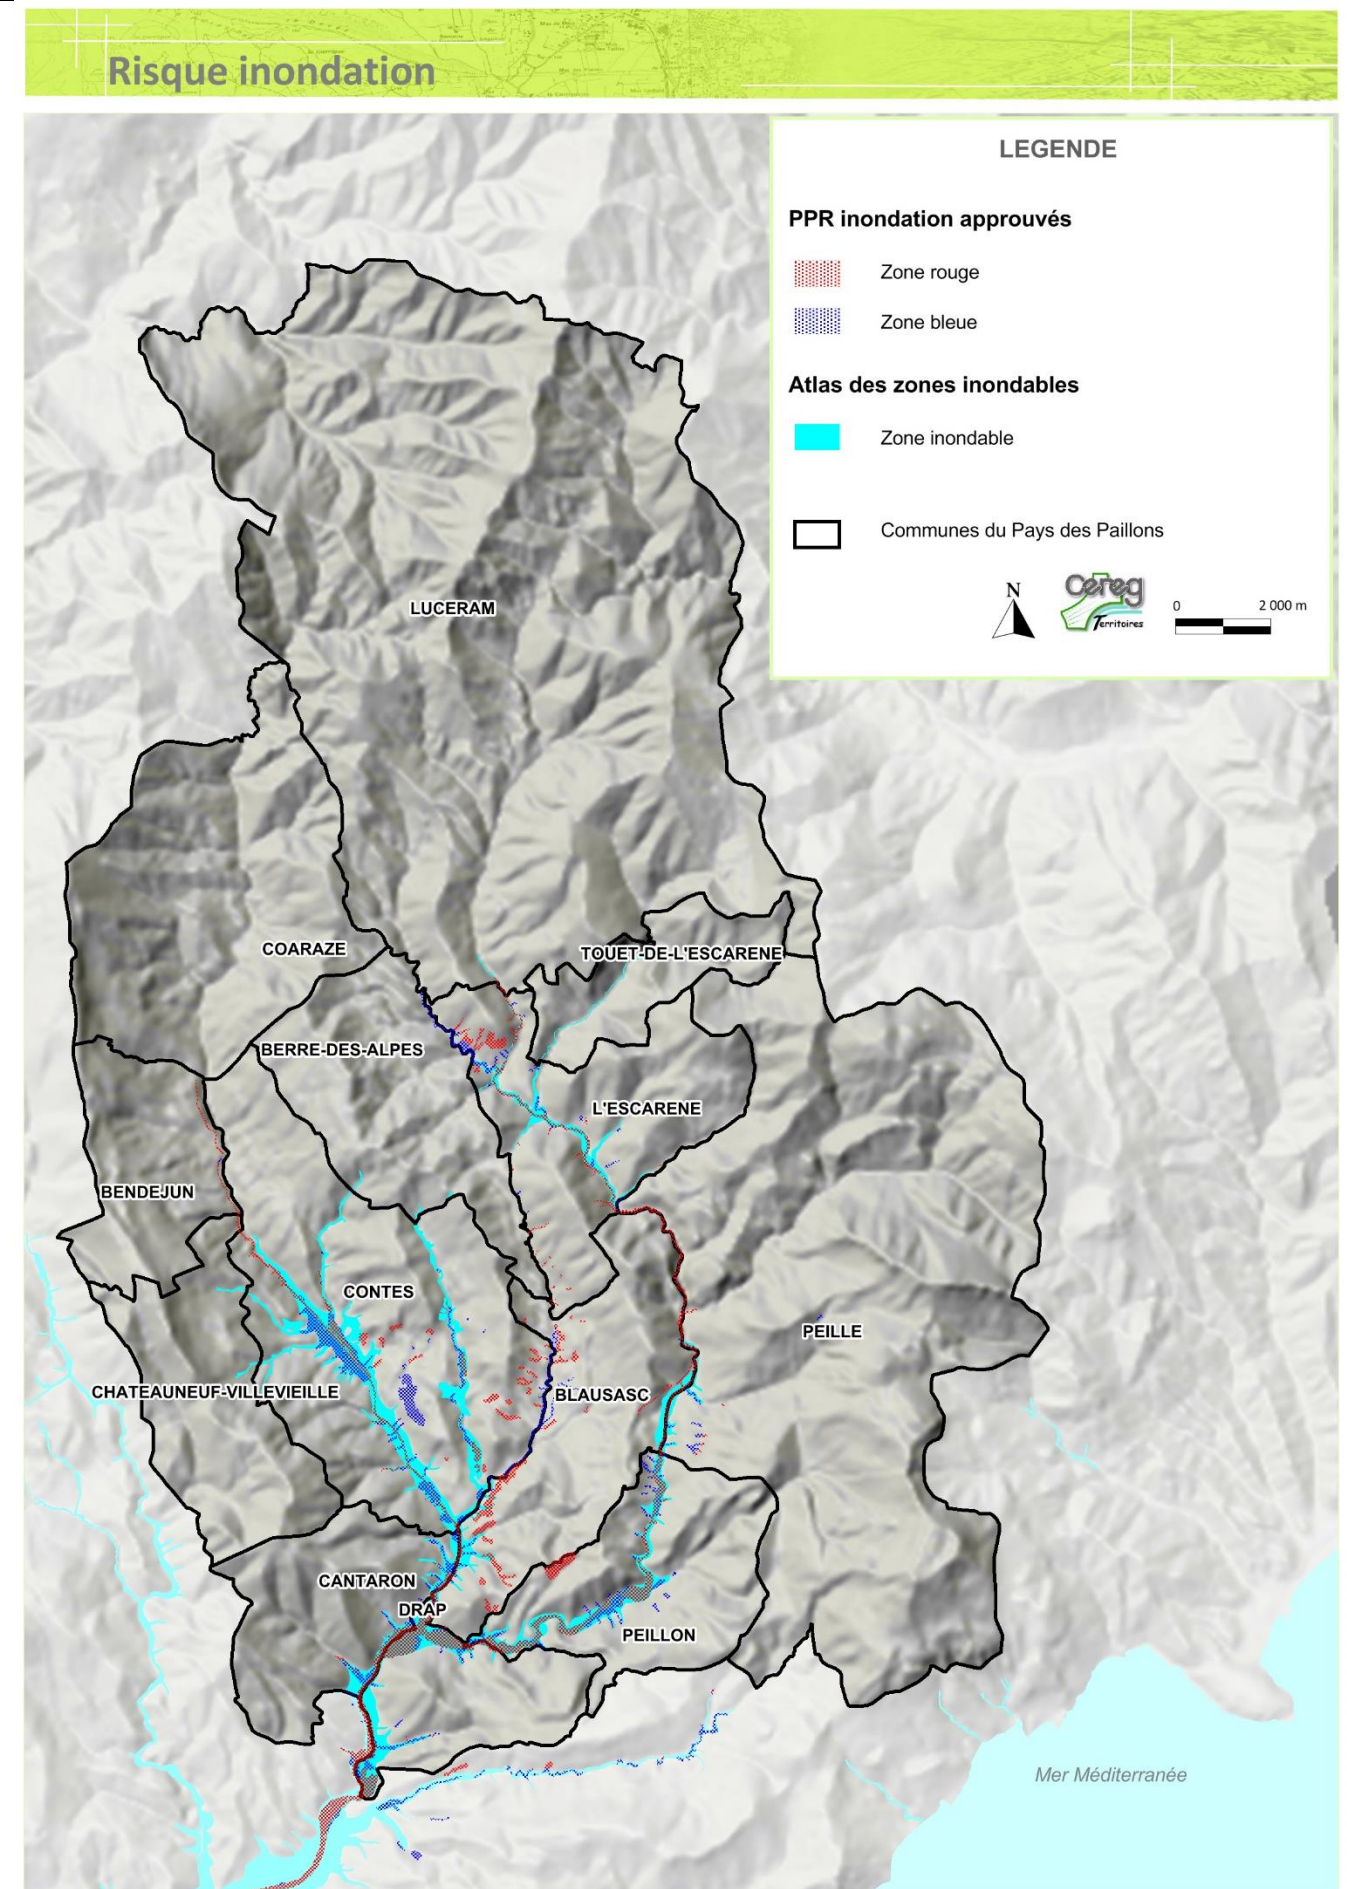 Risque inondation
LEGENDE
PPR inondation approuvés
Zone rouge
Zone bleue
Atlas des zones inondables
Zone inondable
Communes du Pays des Paillons
N
Cereg
Territoires
0 2 000 m
LUCERAM
COARAZE
TOUET-DE-L'ESCARENE
BERRE-DES-ALPES
L'ESCARENE
BENDEJUN
CONTES
PEILLE
CHATEAUNEUF-VILLEVIEILLE
BLAUSASC
CANTARON
DRAP
PEILLON
Mer Méditerranée